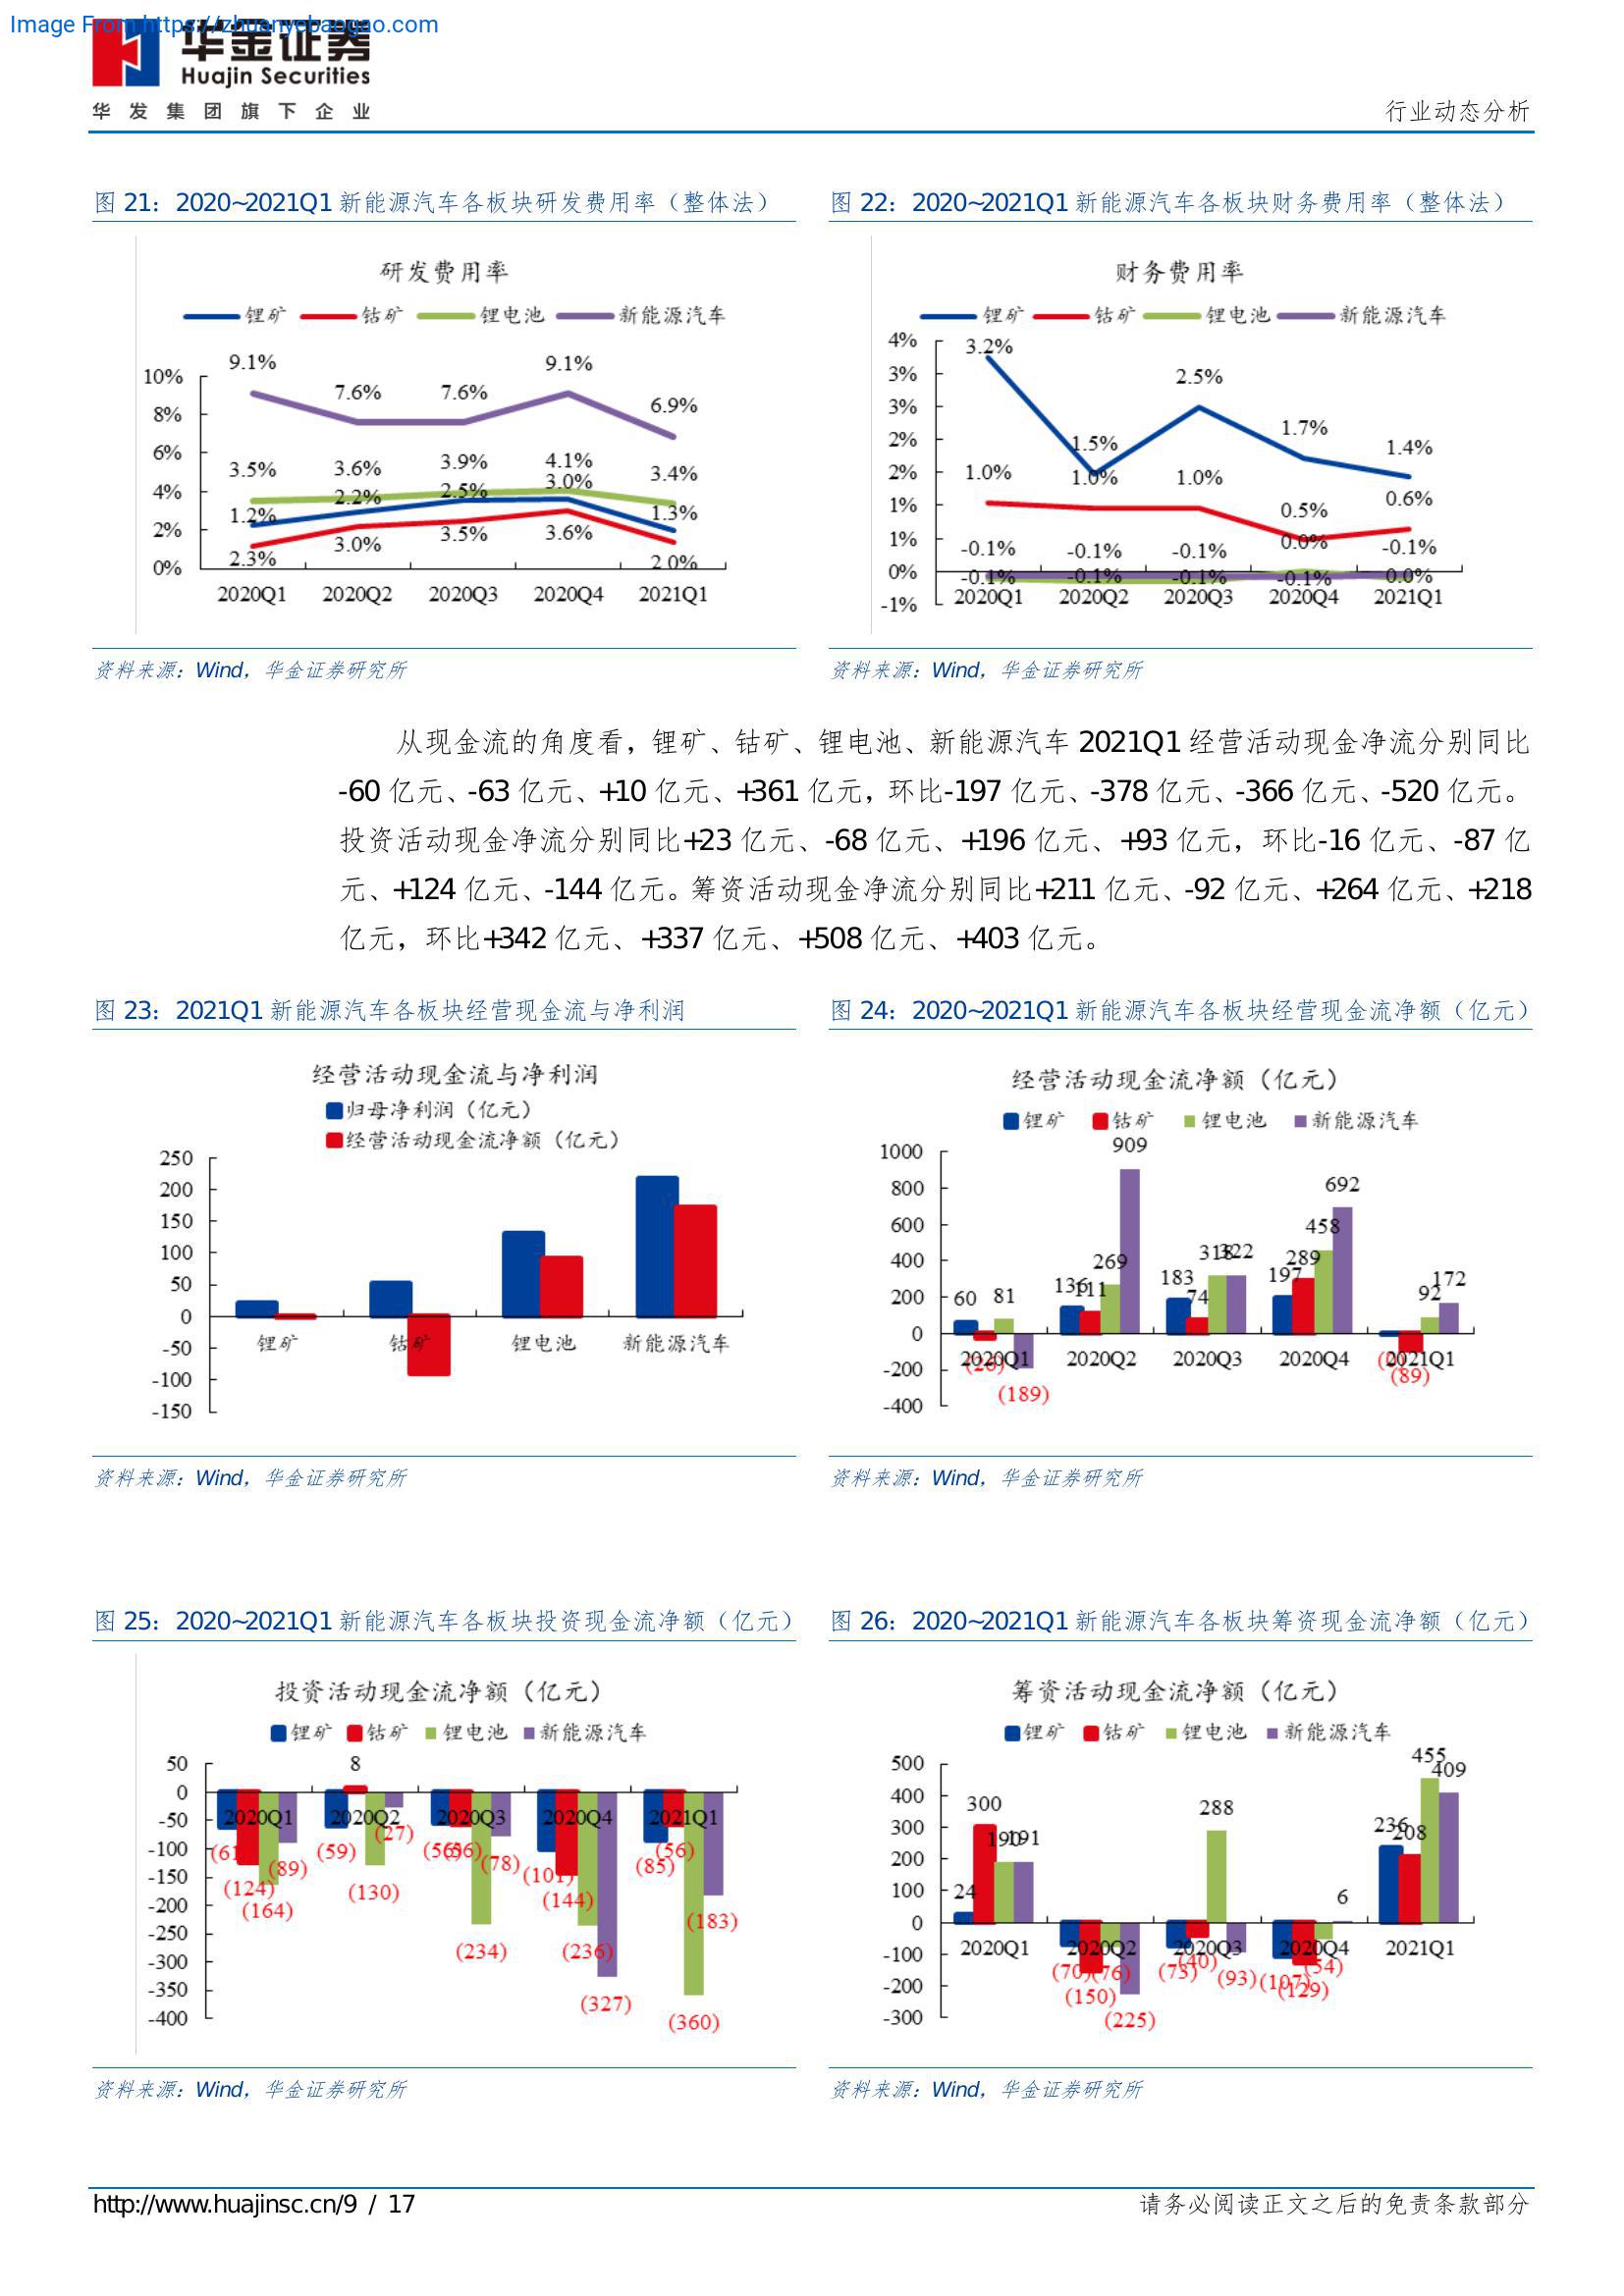 Image From https://zhuanyebaogao.com
华金证券
Huajin Securities
华发集团旗下企业
行业动态分析
图 21：2020~2021Q1 新能源汽车各板块研发费用率（整体法）
研发费用率
锂矿 钴矿 锂电池 新能源汽车
10%
8%
6%
4%
2%
0%
9.1% 7.6% 7.6% 9.1% 6.9%
3.5% 3.6% 3.9% 4.1% 3.4%
1.2% 2.2% 2.5% 3.0% 1.3%
2.3% 3.0% 3.5% 3.6% 2.0%
2020Q1 2020Q2 2020Q3 2020Q4 2021Q1
资料来源：Wind，华金证券研究所
图 22：2020~2021Q1 新能源汽车各板块财务费用率（整体法）
财务费用率
锂矿 钴矿 锂电池 新能源汽车
4%
3%
3%
2%
2%
1%
1%
0%
-1%
3.2% 1.5% 2.5% 1.7% 1.4%
1.0% 1.0% 1.0% 0.5% 0.6%
-0.1% -0.1% -0.1% 0.0% -0.1%
-0.1% -0.1% -0.1% -0.1% 0.0%
2020Q1 2020Q2 2020Q3 2020Q4 2021Q1
资料来源：Wind，华金证券研究所
从现金流的角度看，锂矿、钴矿、锂电池、新能源汽车 2021Q1 经营活动现金净流分别同比
-60 亿元、-63 亿元、+10 亿元、+361 亿元，环比-197 亿元、-378 亿元、-366 亿元、-520 亿元。
投资活动现金净流分别同比+23 亿元、-68 亿元、+196 亿元、+93 亿元，环比-16 亿元、-87 亿
元、+124 亿元、-144 亿元。筹资活动现金净流分别同比+211 亿元、-92 亿元、+264 亿元、+218
亿元，环比+342 亿元、+337 亿元、+508 亿元、+403 亿元。
图 23：2021Q1 新能源汽车各板块经营现金流与净利润
经营活动现金流与净利润
归母净利润（亿元）
经营活动现金流净额（亿元）
250
200
150
100
50
0
-50
-100
-150
锂矿 钴矿 锂电池 新能源汽车
资料来源：Wind，华金证券研究所
图 24：2020~2021Q1 新能源汽车各板块经营现金流净额（亿元）
经营活动现金流净额（亿元）
锂矿 钴矿 锂电池 新能源汽车
1000
800
600
400
200
0
-200
-400
60 (26) 81 (189)
136 111 269 909
183 74 318 322
197 289 458 692
(89) 92 172
2020Q1 2020Q2 2020Q3 2020Q4 2021Q1
资料来源：Wind，华金证券研究所
图 25：2020~2021Q1 新能源汽车各板块投资现金流净额（亿元）
投资活动现金流净额（亿元）
锂矿 钴矿 锂电池 新能源汽车
50
0
-50
-100
-150
-200
-250
-300
-350
-400
(61) (124) (164) (89)
(59) 8 (130) (27)
(56) (56) (234) (78)
(101) (144) (236) (327)
(85) (56) (360) (183)
2020Q1 2020Q2 2020Q3 2020Q4 2021Q1
资料来源：Wind，华金证券研究所
图 26：2020~2021Q1 新能源汽车各板块筹资现金流净额（亿元）
筹资活动现金流净额（亿元）
锂矿 钴矿 锂电池 新能源汽车
500
400
300
200
100
0
-100
-200
-300
24 300 190 191
(70) (150) (76) (225)
(73) (40) 288 (93)
(107) (129) (54) 6
236 208 455 409
2020Q1 2020Q2 2020Q3 2020Q4 2021Q1
资料来源：Wind，华金证券研究所
http://www.huajinsc.cn/9 / 17
请务必阅读正文之后的免责条款部分